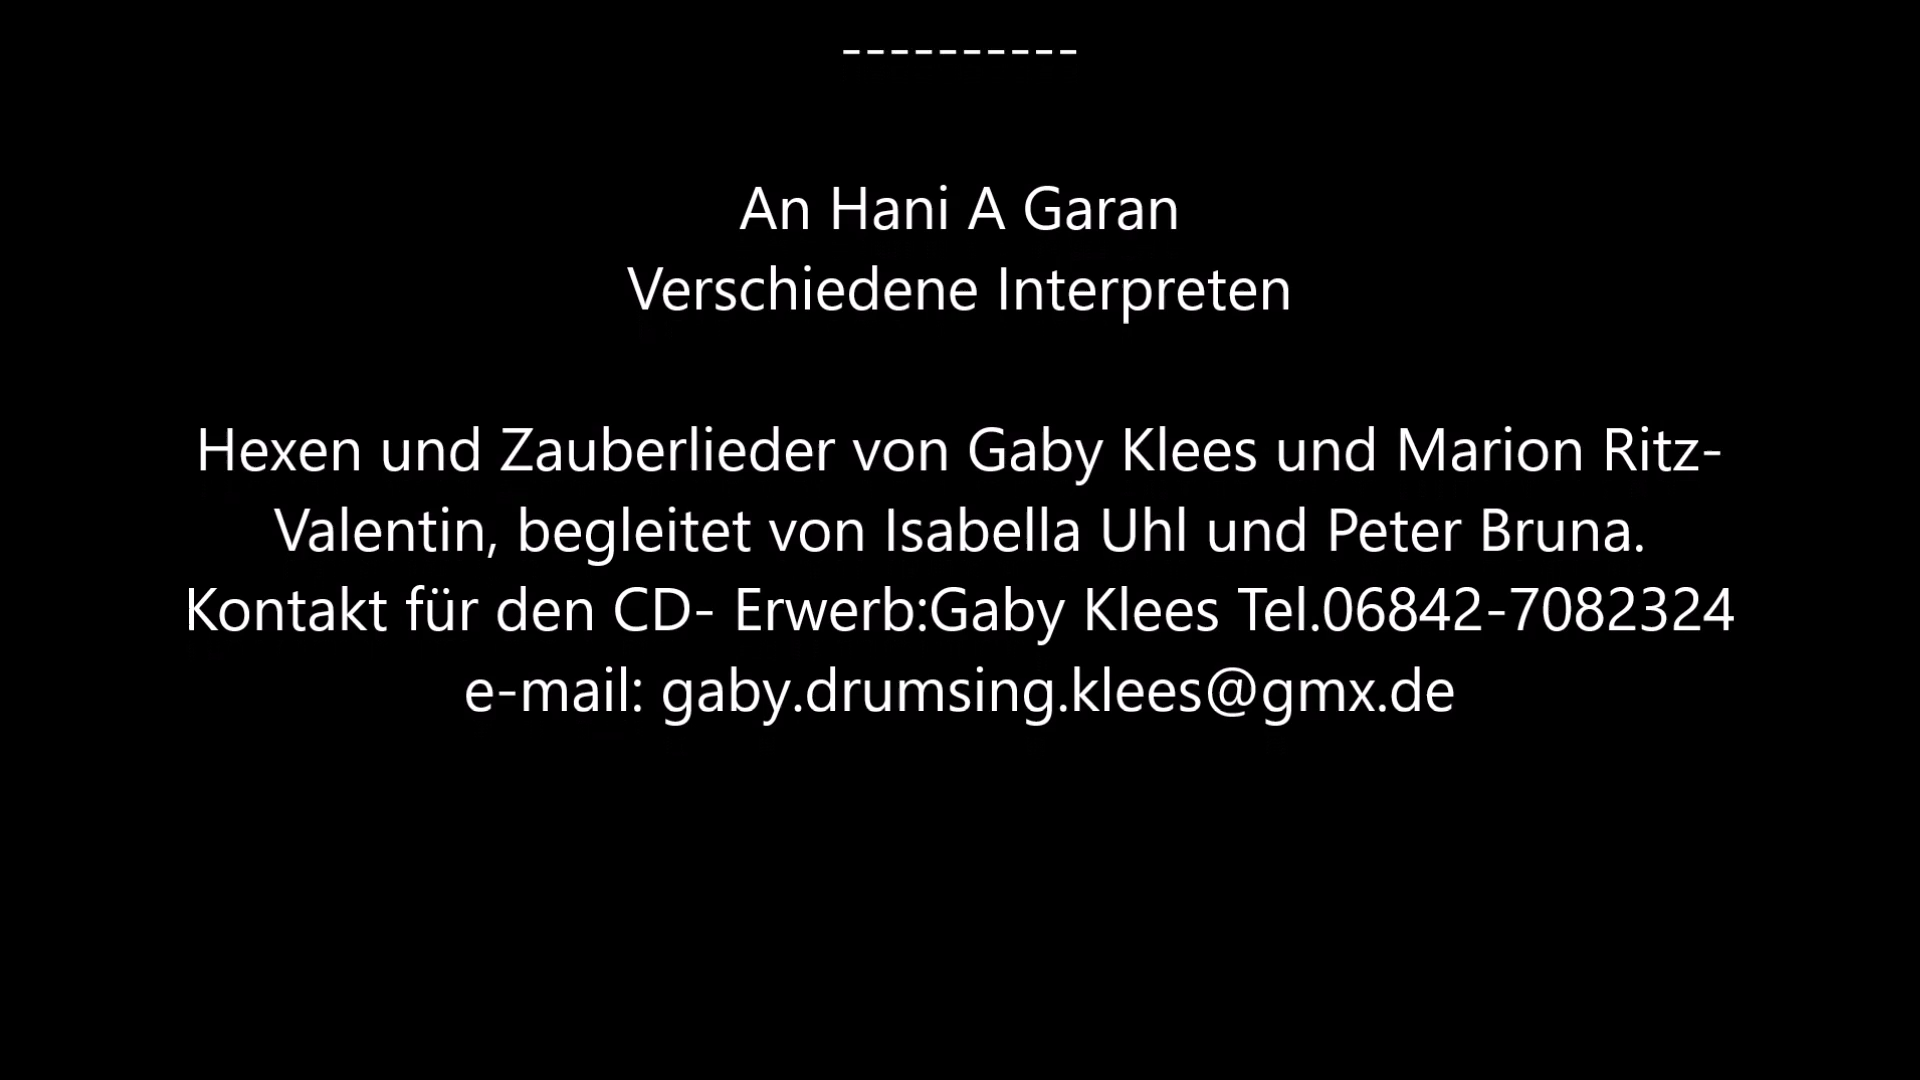 ----------
An Hani A Garan
Verschiedene Interpreten
Hexen und Zauberlieder von Gaby Klees und Marion Ritz-
Valentin, begleitet von Isabella Uhl und Peter Bruna.
Kontakt für den CD- Erwerb:Gaby Klees Tel.06842-7082324
e-mail: gaby.drumsing.klees@gmx.de